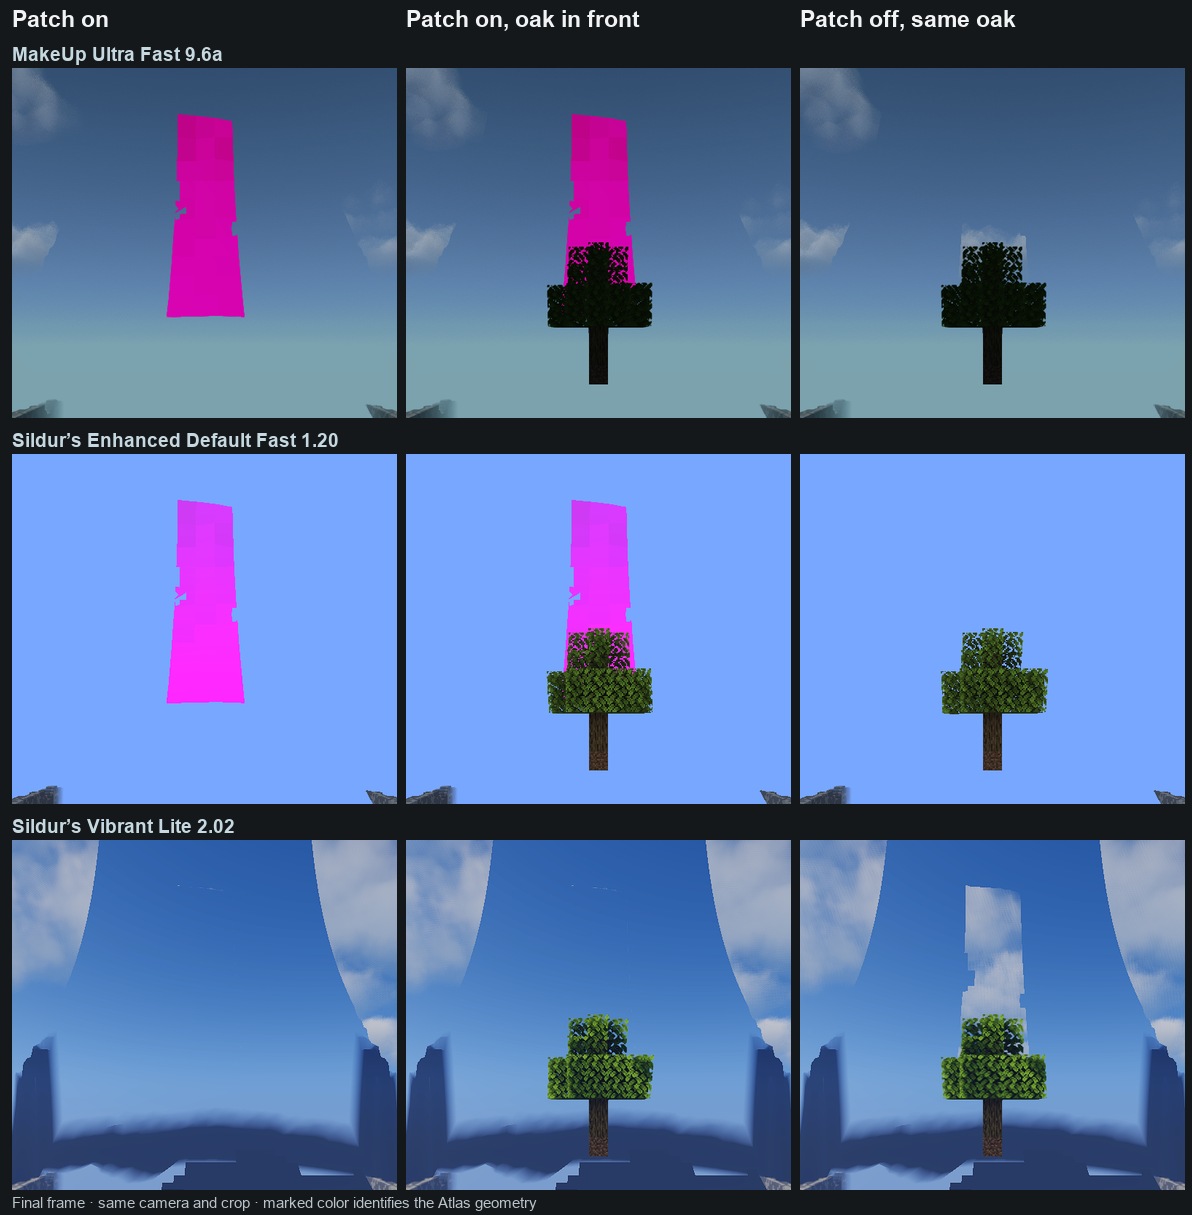 Patch on
Patch on, oak in front
Patch off, same oak
MakeUp Ultra Fast 9.6a
Sildur’s Enhanced Default Fast 1.20
Sildur’s Vibrant Lite 2.02
Final frame · same camera and crop · marked color identifies the Atlas geometry